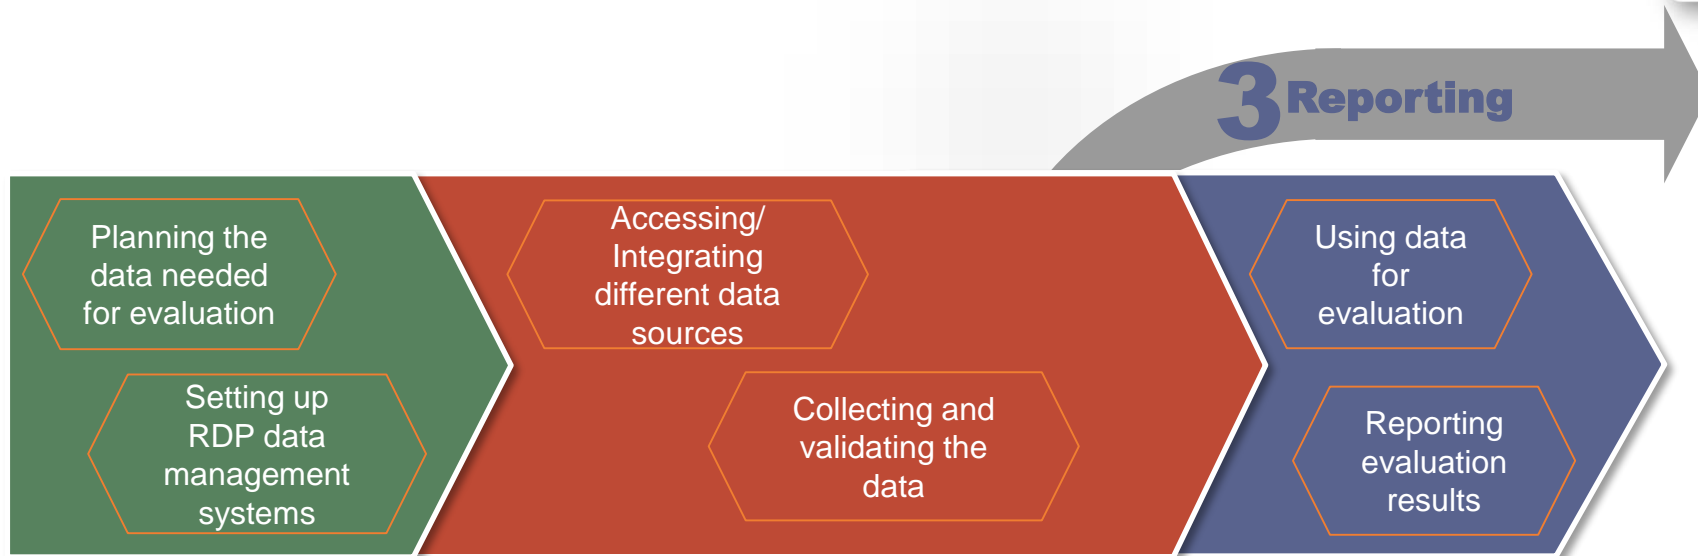 3 Reporting
Planning the
data needed
for evaluation
Setting up
RDP data
management
systems
Accessing/
Integrating
different data
sources
Collecting and
validating the
data
Using data
for
evaluation
Reporting
evaluation
results